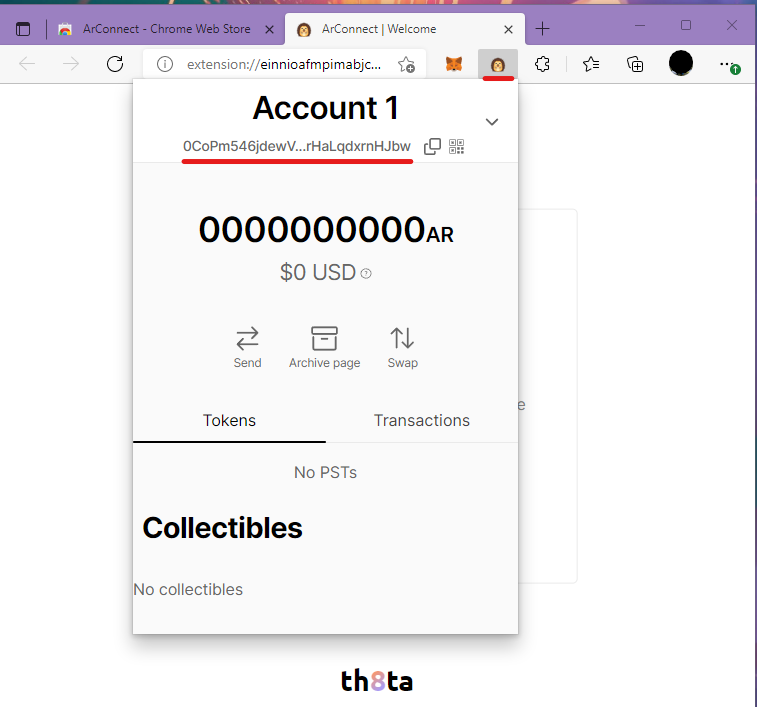 ArConnect - Chrome Web Store
ArConnect | Welcome
extension://einnioafmpimabjc...
Account 1
0CoPm546jdewV...rHaLqdxrnHJbw
0000000000AR
$0 USD
Send Archive page Swap
e
Tokens Transactions
No PSTs
Collectibles
No collectibles
th8ta